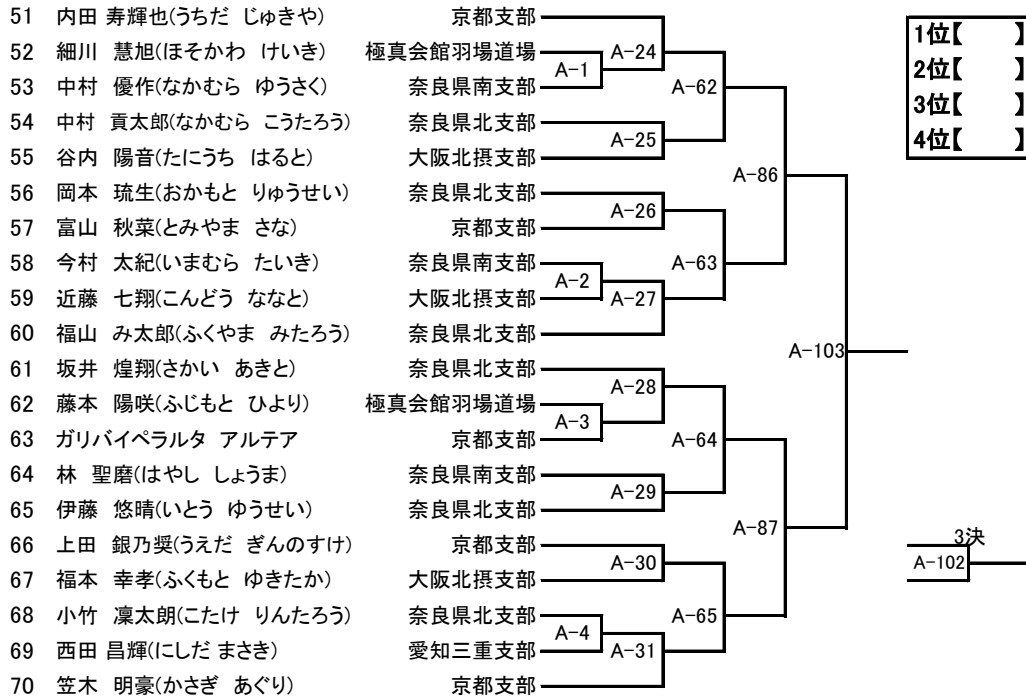 51 内田 寿輝也(うちだ じゅきや) 京都支部
52 細川 慧旭(ほそかわ けいき) 極真会館羽場道場
53 中村 優作(なかむら ゆうさく) 奈良県南支部
54 中村 貢太郎(なかむら こうたろう) 奈良県北支部
55 谷内 陽音(たにうち はると) 大阪北摂支部
56 岡本 琉生(おかもと りゅうせい) 奈良県北支部
57 富山 秋菜(とみやま さな) 京都支部
58 今村 太紀(いまむら たいき) 奈良県南支部
59 近藤 七翔(こんどう ななと) 大阪北摂支部
60 福山 み太郎(ふくやま みたろう) 奈良県北支部
61 坂井 煌翔(さかい あきと) 奈良県北支部
62 藤本 陽咲(ふじもと ひより) 極真会館羽場道場
63 ガリバイペラルタ アルテア 京都支部
64 林 聖磨(はやし しょうま) 奈良県南支部
65 伊藤 悠晴(いとう ゆうせい) 奈良県北支部
66 上田 銀乃奨(うえだ ぎんのすけ) 京都支部
67 福本 幸孝(ふくもと ゆきたか) 大阪北摂支部
68 小竹 凜太朗(こたけ りんたろう) 奈良県北支部
69 西田 昌輝(にしだ まさき) 愛知三重支部
70 笠木 明豪(かさぎ あぐり) 京都支部
A-1
A-2
A-3
A-4
A-24
A-25
A-26
A-27
A-28
A-29
A-30
A-31
A-62
A-63
A-64
A-65
A-86
A-87
A-103
1位【 】
2位【 】
3位【 】
4位【 】
3決
A-102